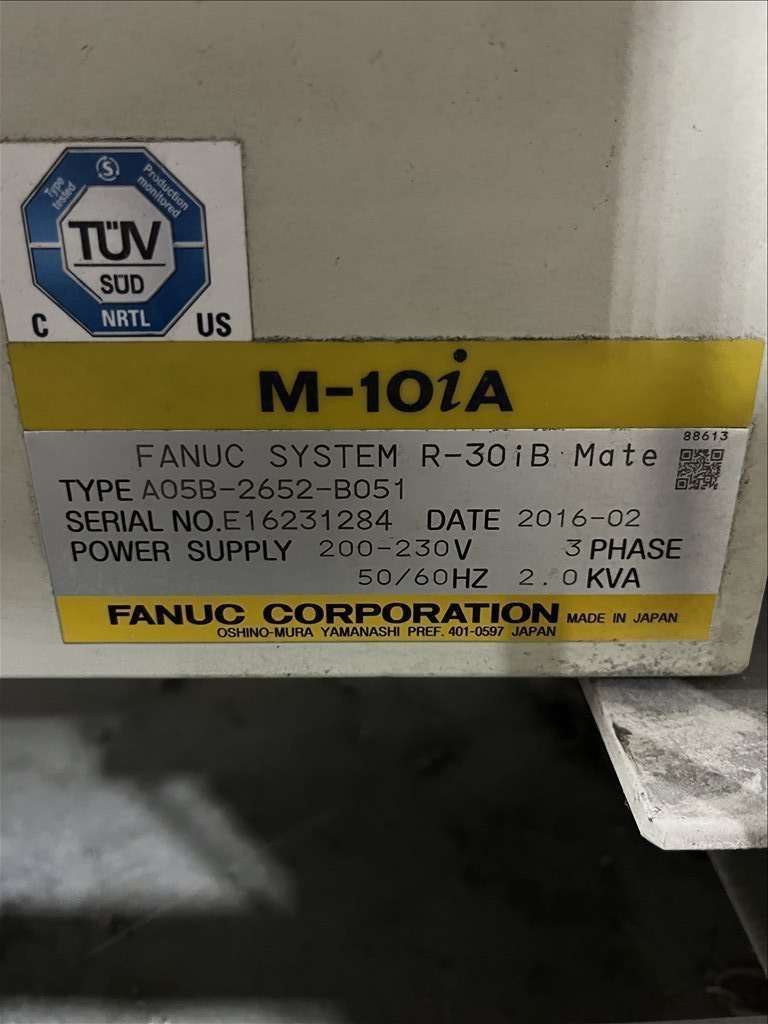 Type tested
S
Production monitored
TÜV
SÜD
NRTL
C US
M-10iA
88613
FANUC SYSTEM R-30iB Mate
TYPE A05B-2652-B051
SERIAL NO.E16231284 DATE 2016-02
POWER SUPPLY 200-230V 3 PHASE
50/60HZ 2.0KVA
FANUC CORPORATION MADE IN JAPAN
OSHINO-MURA YAMANASHI PREF. 401-0597 JAPAN